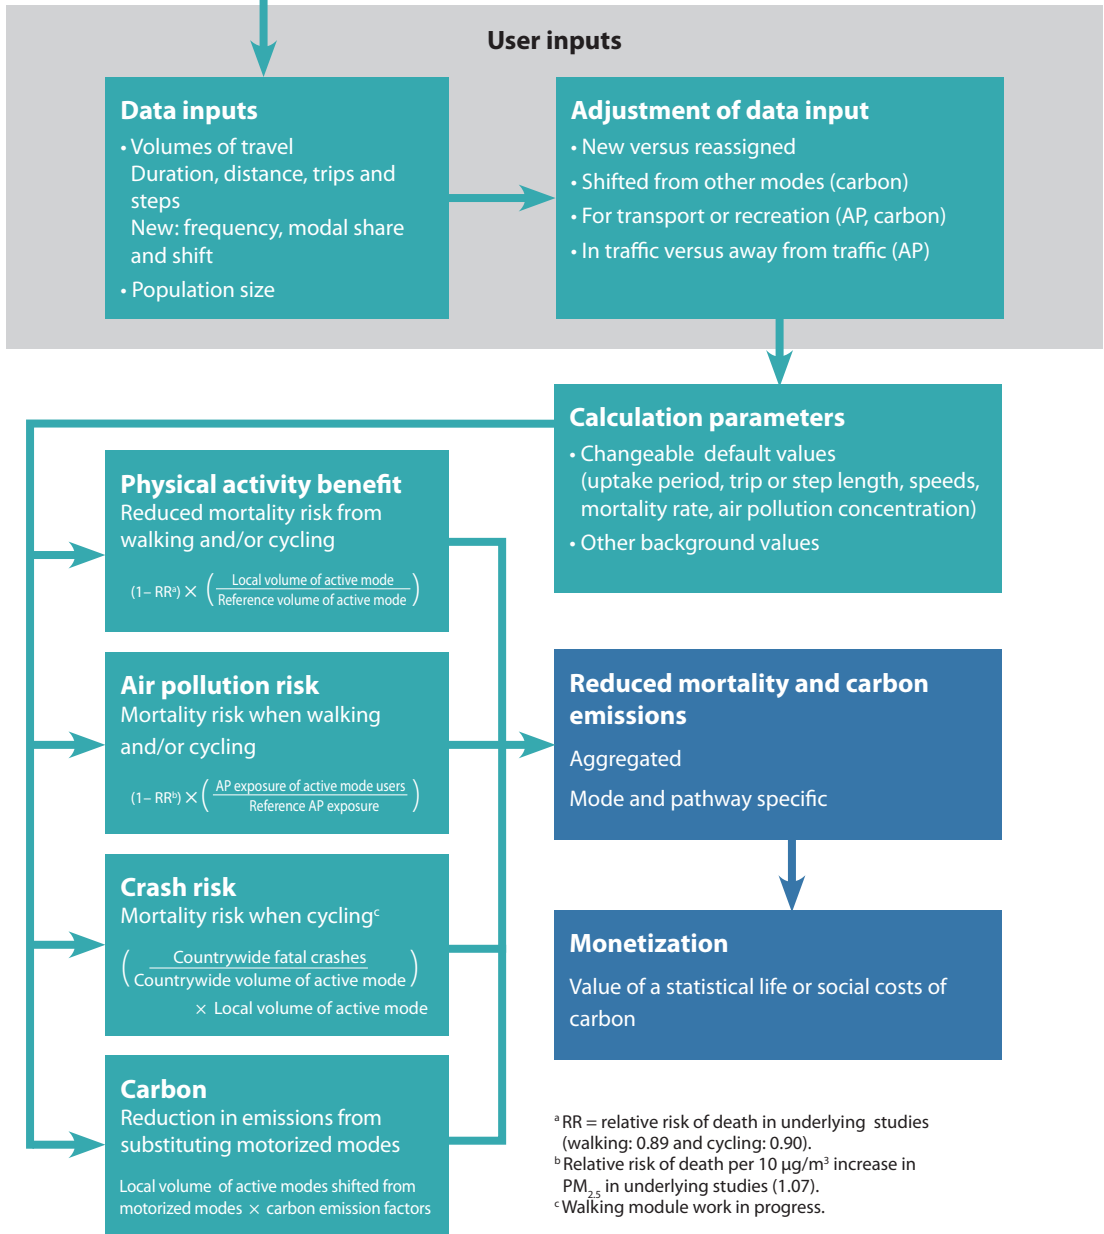 User inputs
Data inputs
• Volumes of travel
Duration, distance, trips and
steps
New: frequency, modal share
and shift
• Population size
Adjustment of data input
• New versus reassigned
• Shifted from other modes (carbon)
• For transport or recreation (AP, carbon)
• In traffic versus away from traffic (AP)
Calculation parameters
• Changeable default values
(uptake period, trip or step length, speeds,
mortality rate, air pollution concentration)
• Other background values
Physical activity benefit
Reduced mortality risk from
walking and/or cycling
(1– RRᵃ) × ( Local volume of active mode
Reference volume of active mode )
Air pollution risk
Mortality risk when walking
and/or cycling
(1– RRᵇ) × ( AP exposure of active mode users
Reference AP exposure )
Crash risk
Mortality risk when cyclingᶜ
( Countrywide fatal crashes
Countrywide volume of active mode )
× Local volume of active mode
Carbon
Reduction in emissions from
substituting motorized modes
Local volume of active modes shifted from
motorized modes × carbon emission factors
Reduced mortality and carbon
emissions
Aggregated
Mode and pathway specific
Monetization
Value of a statistical life or social costs of
carbon
ᵃ RR = relative risk of death in underlying studies
(walking: 0.89 and cycling: 0.90).
ᵇ Relative risk of death per 10 µg/m³ increase in
PM₂.₅ in underlying studies (1.07).
ᶜ Walking module work in progress.